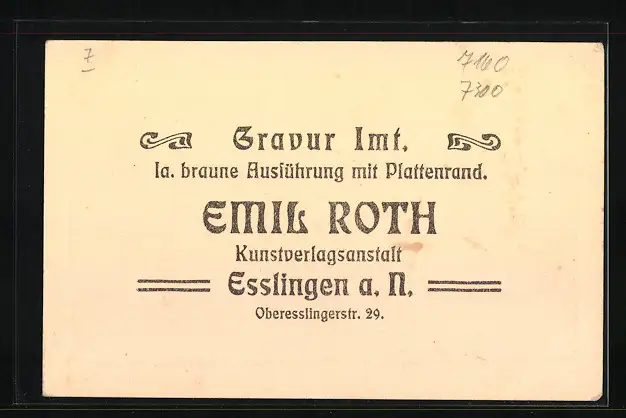 7
7160
7300
Gravur Imt.
Ia. braune Ausführung mit Plattenrand.
EMIL ROTH
Kunstverlagsanstalt
Esslingen a. N.
Oberesslingerstr. 29.